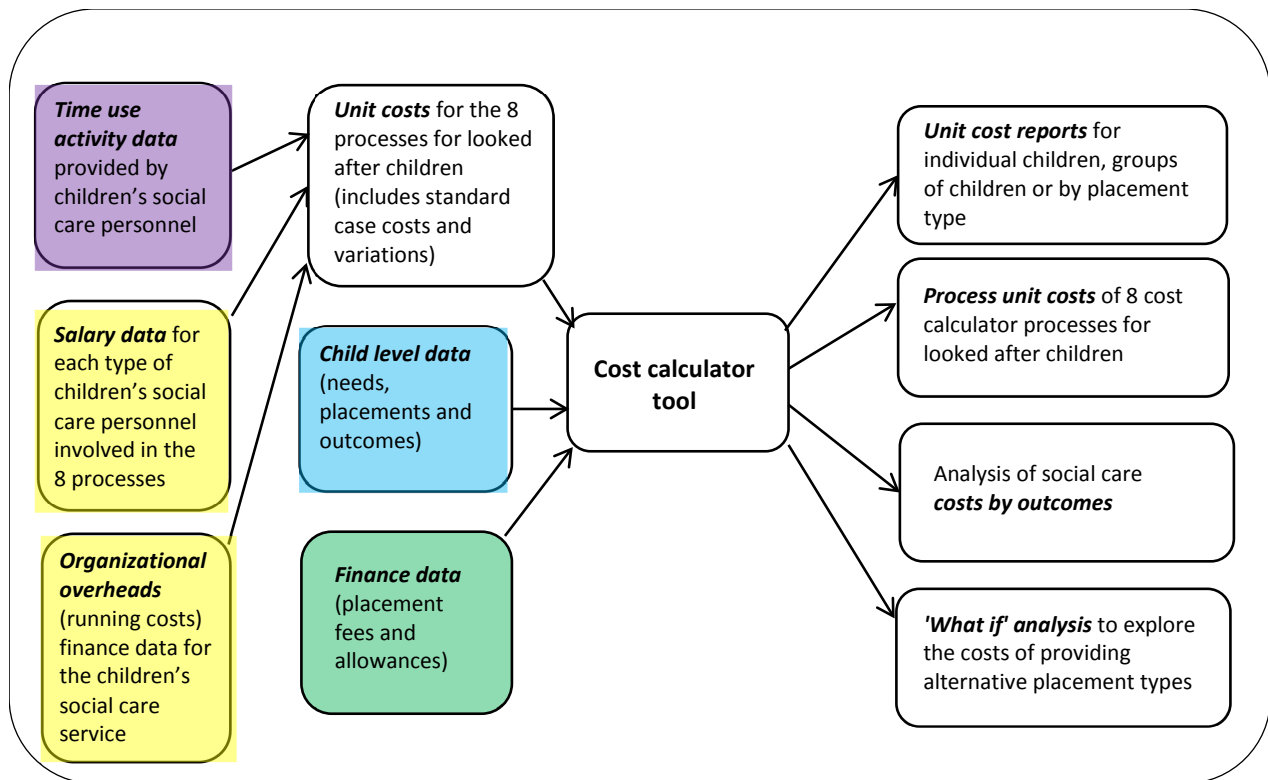 Time use
activity data
provided by
children’s social
care personnel
Salary data for
each type of
children’s social
care personnel
involved in the
8 processes
Organizational
overheads
(running costs)
finance data for
the children’s
social care
service
Unit costs for the 8
processes for looked
after children
(includes standard
case costs and
variations)
Child level data
(needs,
placements and
outcomes)
Finance data
(placement
fees and
allowances)
Cost calculator
tool
Unit cost reports for
individual children, groups
of children or by placement
type
Process unit costs of 8 cost
calculator processes for
looked after children
Analysis of social care
costs by outcomes
'What if' analysis to explore
the costs of providing
alternative placement types